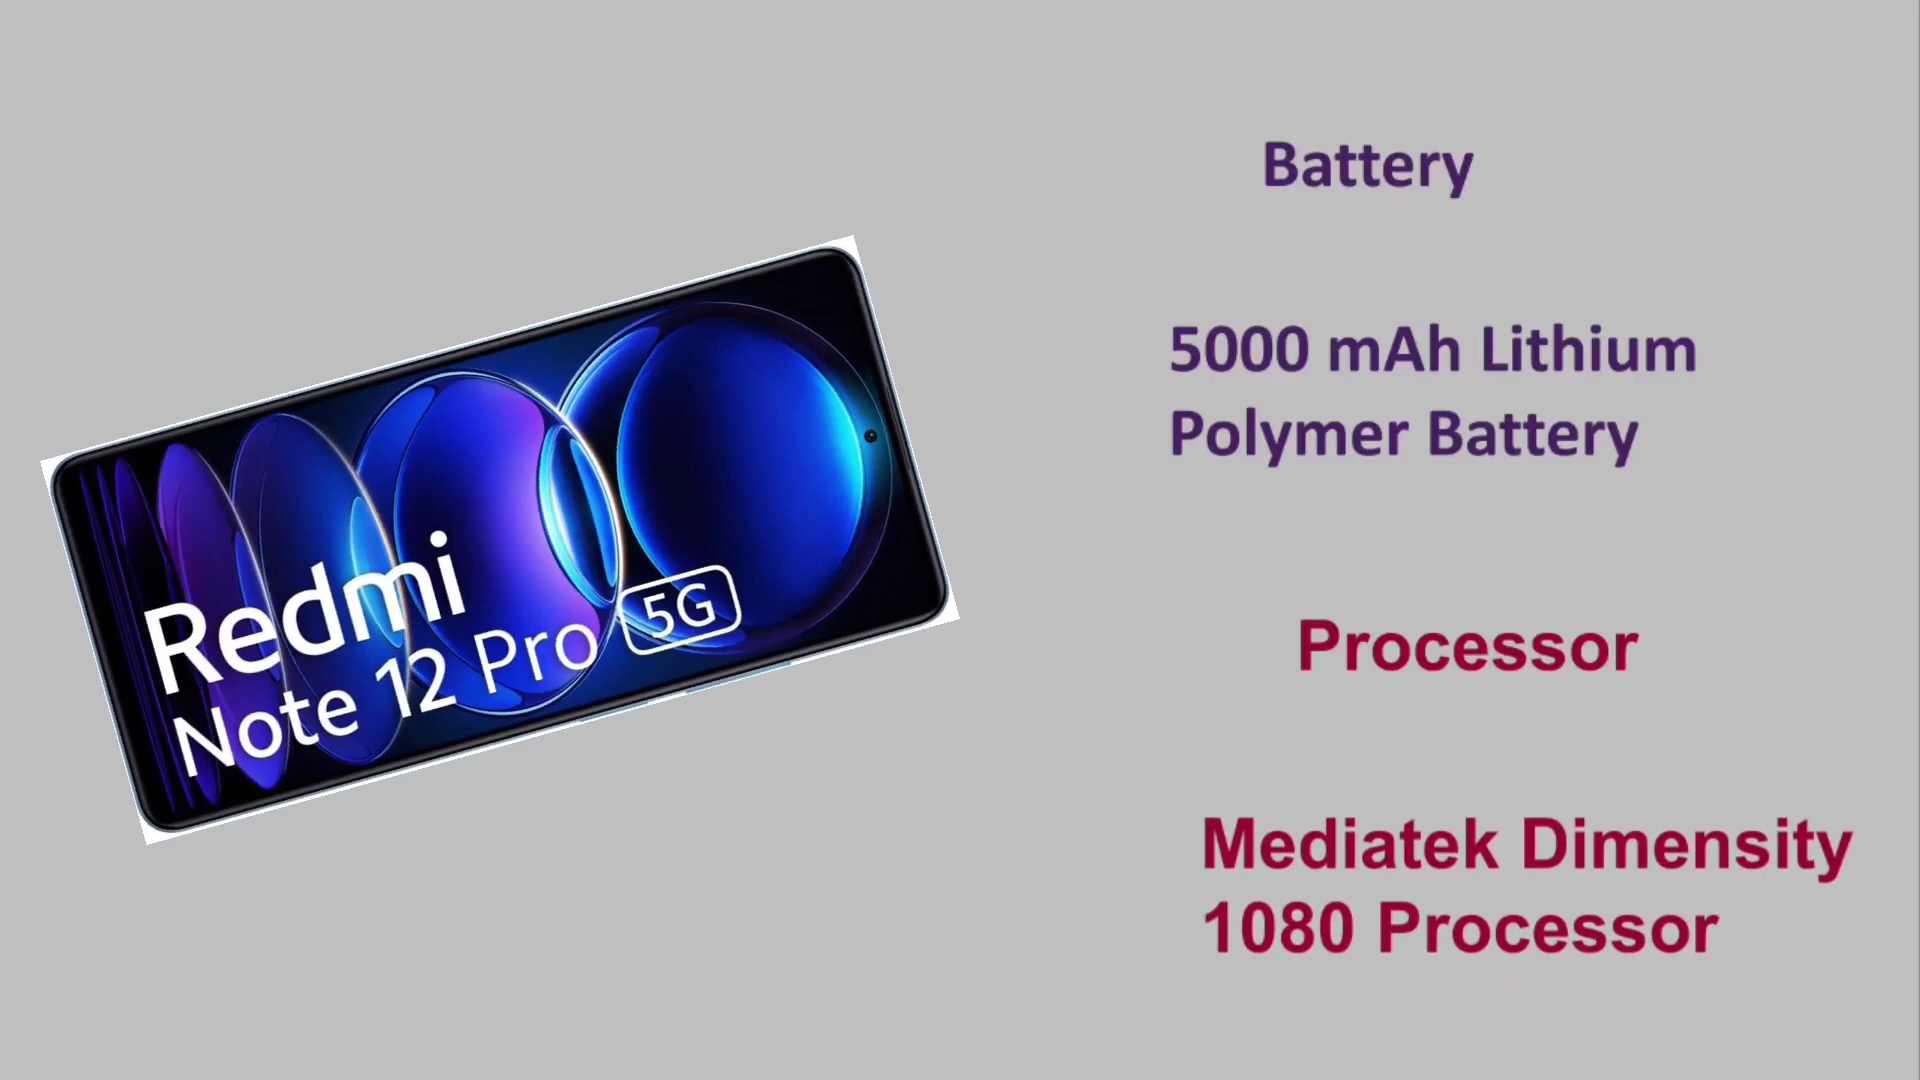 Redmi
Note 12 Pro 5G
Battery
5000 mAh Lithium
Polymer Battery
Processor
Mediatek Dimensity
1080 Processor